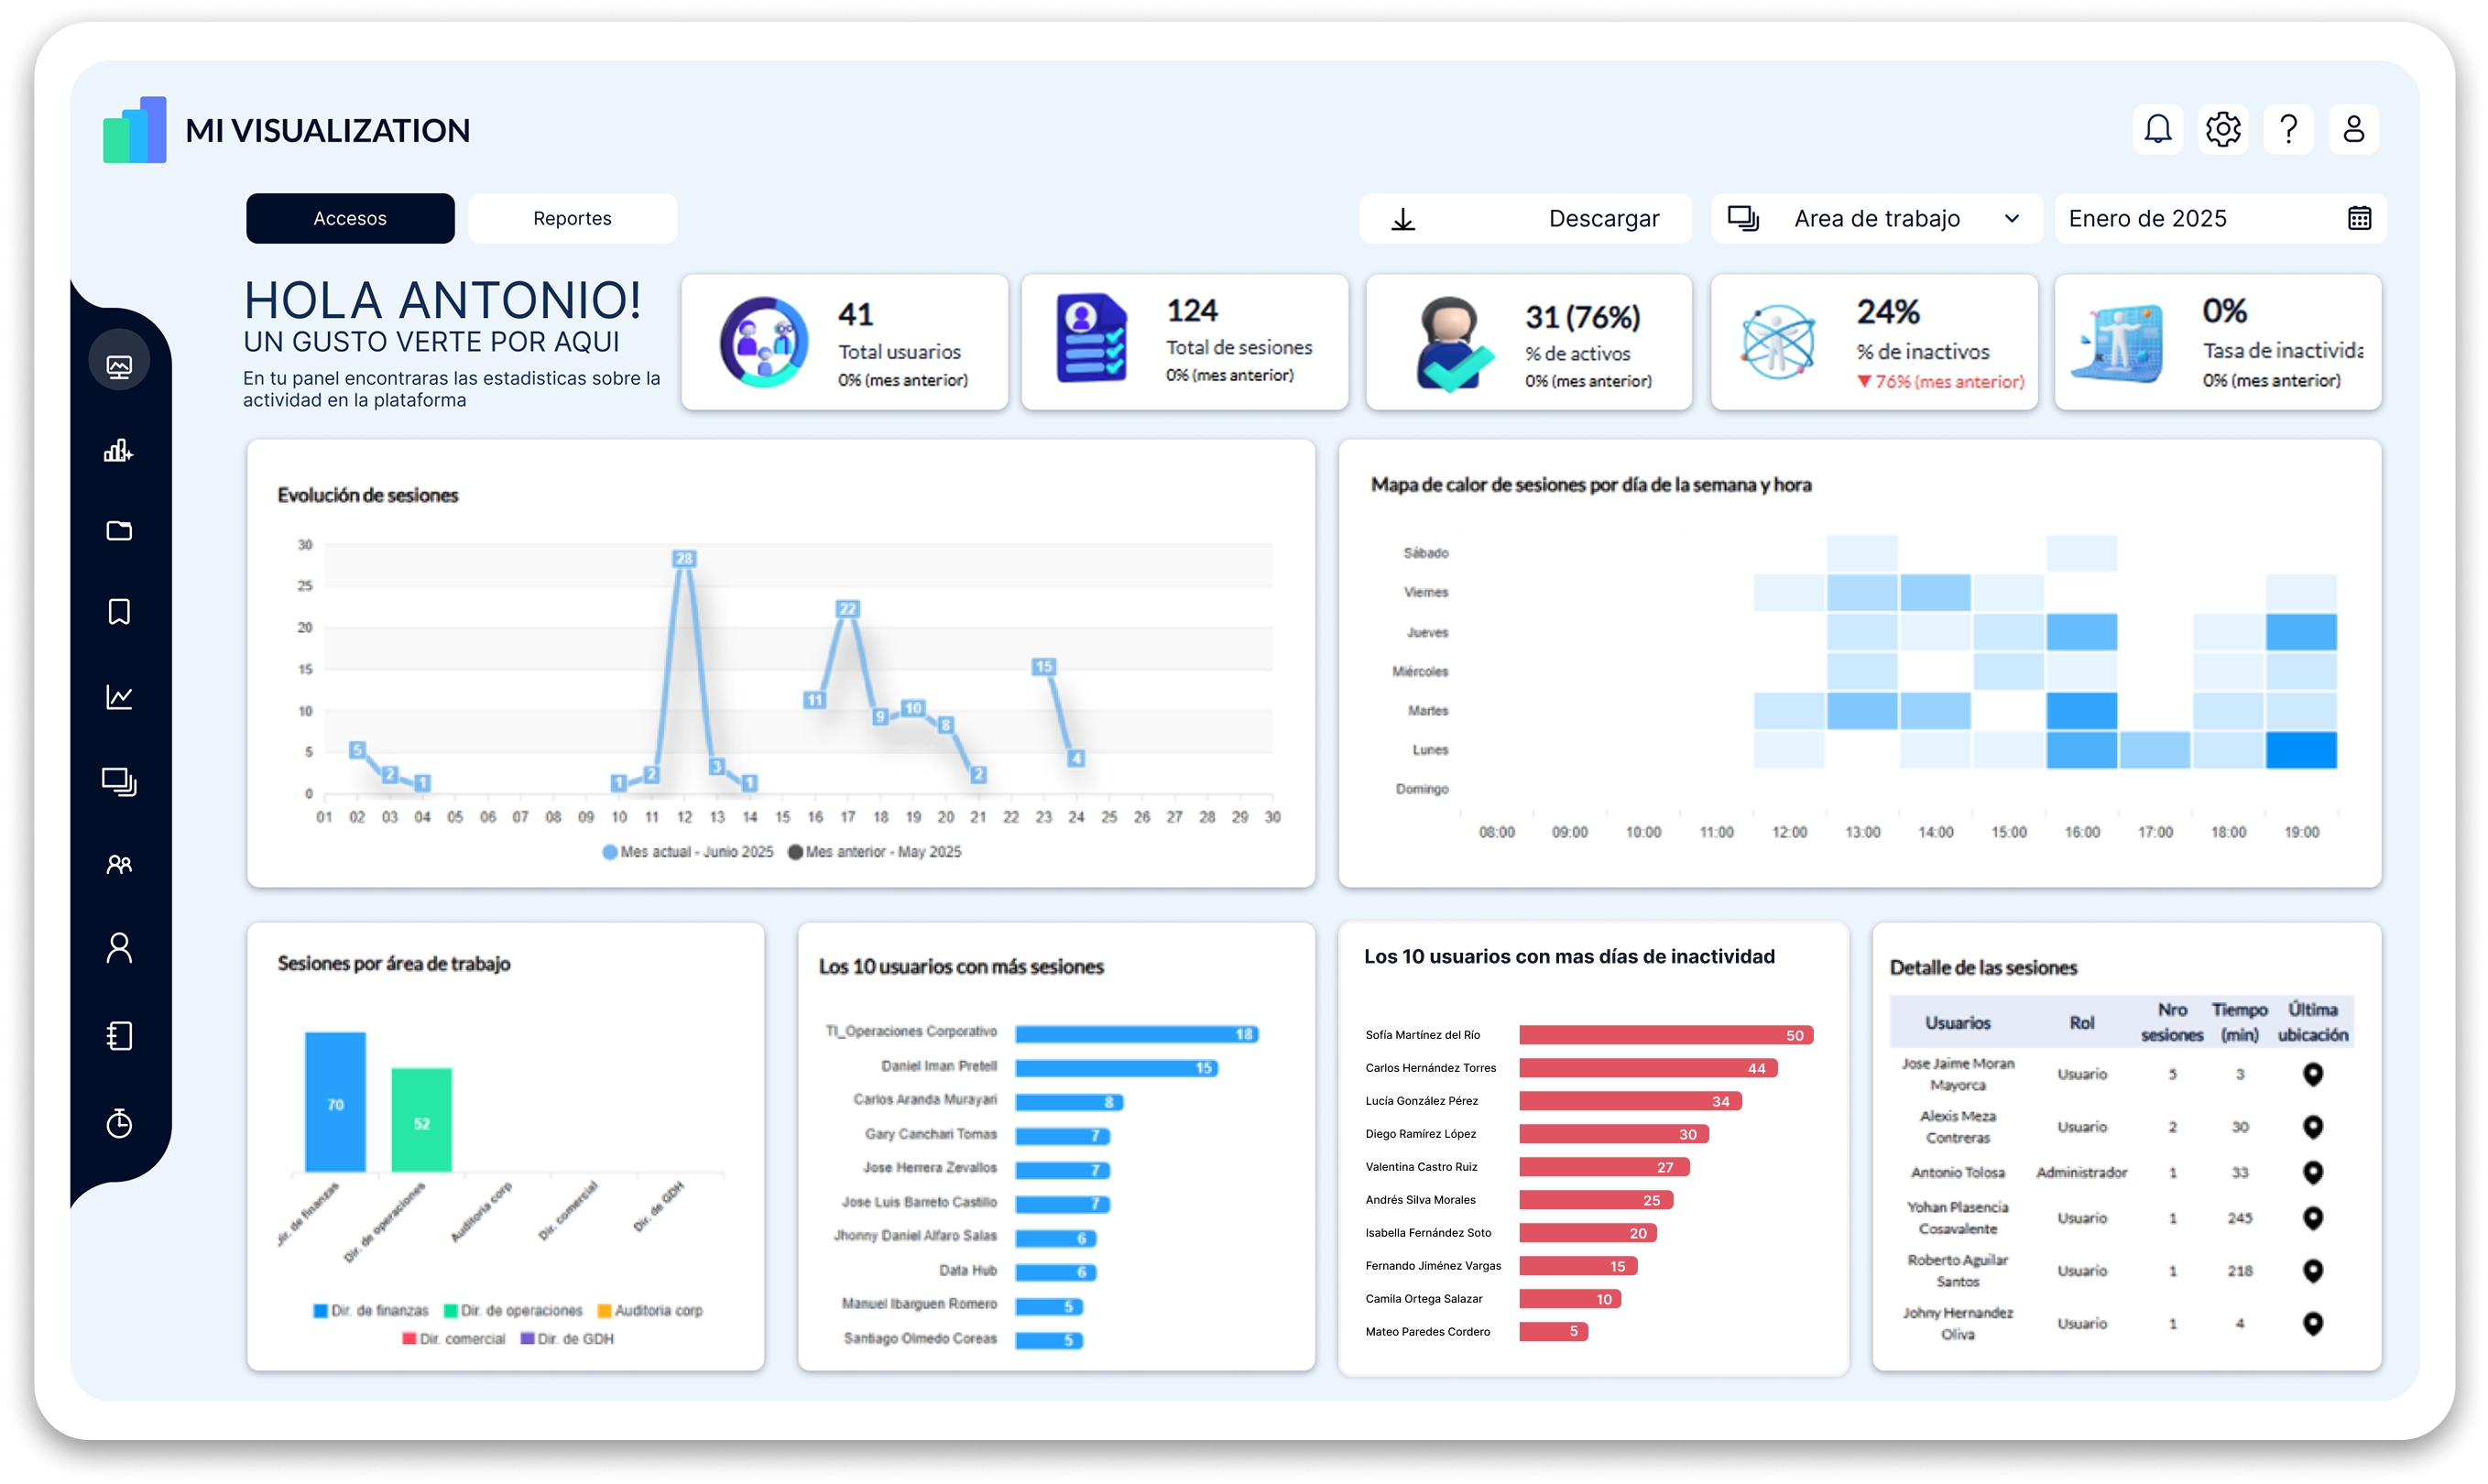 MI VISUALIZATION
Accesos
Reportes
Descargar
Area de trabajo
Enero de 2025
HOLA ANTONIO!
UN GUSTO VERTE POR AQUI
En tu panel encontraras las estadisticas sobre la
actividad en la plataforma
41
Total usuarios
0% (mes anterior)
124
Total de sesiones
0% (mes anterior)
31 (76%)
% de activos
0% (mes anterior)
24%
% de inactivos
▼ 76% (mes anterior)
0%
Tasa de inactivida
0% (mes anterior)
Evolución de sesiones
30
25
20
15
10
5
0
5
2
1
1
2
28
3
1
11
22
9
10
8
2
15
4
01 02 03 04 05 06 07 08 09 10 11 12 13 14 15 16 17 18 19 20 21 22 23 24 25 26 27 28 29 30
Mes actual - Junio 2025 Mes anterior - May 2025
Mapa de calor de sesiones por día de la semana y hora
Sábado
Viernes
Jueves
Miércoles
Martes
Lunes
Domingo
08:00 09:00 10:00 11:00 12:00 13:00 14:00 15:00 16:00 17:00 18:00 19:00
Sesiones por área de trabajo
70
52
Dir. de finanzas
Dir. de operaciones
Auditoria corp
Dir. comercial
Dir. de GDH
Dir. de finanzas Dir. de operaciones Auditoria corp
Dir. comercial Dir. de GDH
Los 10 usuarios con más sesiones
TI_Operaciones Corporativo 18
Daniel Iman Pretell 15
Carlos Aranda Murayari 8
Gary Canchari Tomas 7
Jose Herrera Zevallos 7
Jose Luis Barreto Castillo 7
Jhonny Daniel Alfaro Salas 6
Data Hub 6
Manuel Ibarguen Romero 5
Santiago Olmedo Coreas 5
Los 10 usuarios con mas días de inactividad
Sofía Martínez del Río 50
Carlos Hernández Torres 44
Lucía González Pérez 34
Diego Ramírez López 30
Valentina Castro Ruiz 27
Andrés Silva Morales 25
Isabella Fernández Soto 20
Fernando Jiménez Vargas 15
Camila Ortega Salazar 10
Mateo Paredes Cordero 5
Detalle de las sesiones
Usuarios Rol Nro sesiones Tiempo (min) Última ubicación
Jose Jaime Moran Mayorca Usuario 5 3
Alexis Meza Contreras Usuario 2 30
Antonio Tolosa Administrador 1 33
Yohan Plasencia Cosavalente Usuario 1 245
Roberto Aguilar Santos Usuario 1 218
Johny Hernandez Oliva Usuario 1 4